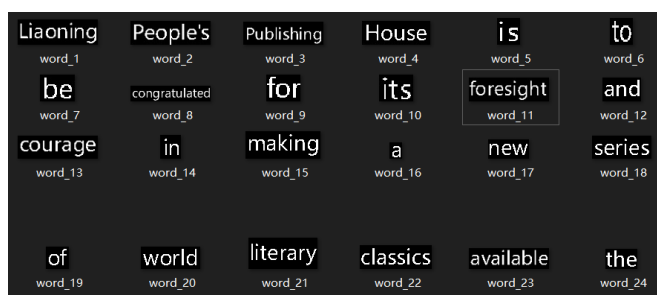 Liaoning People's Publishing House is to
word_1 word_2 word_3 word_4 word_5 word_6
be congratulated for its foresight and
word_7 word_8 word_9 word_10 word_11 word_12
courage in making a new series
word_13 word_14 word_15 word_16 word_17 word_18
of world literary classics available the
word_19 word_20 word_21 word_22 word_23 word_24